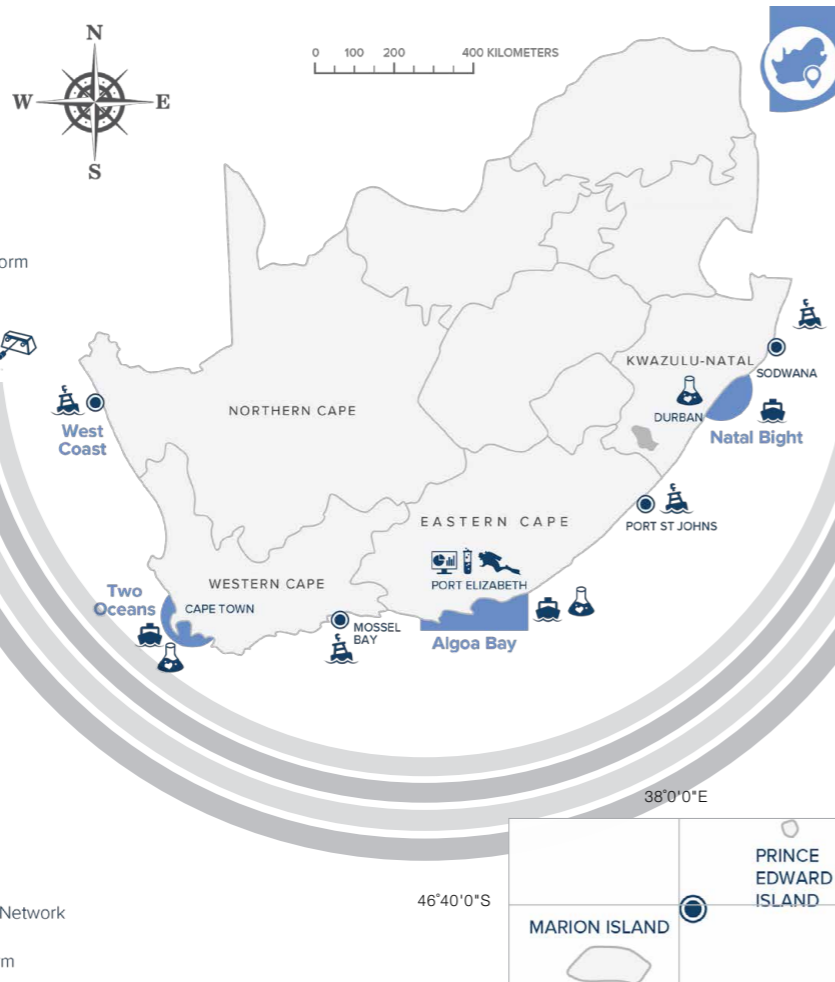 N
W
E
S
0 100 200 400 KILOMETERS
orm
KWAZULU-NATAL
SODWANA
DURBAN
Natal Bight
NORTHERN CAPE
West
Coast
EASTERN CAPE
PORT ST JOHNS
WESTERN CAPE
PORT ELIZABETH
Two
Oceans
CAPE TOWN
MOSSEL
BAY
Algoa Bay
38°0'0"E
PRINCE
EDWARD
ISLAND
46°40'0"S
Network
MARION ISLAND
m